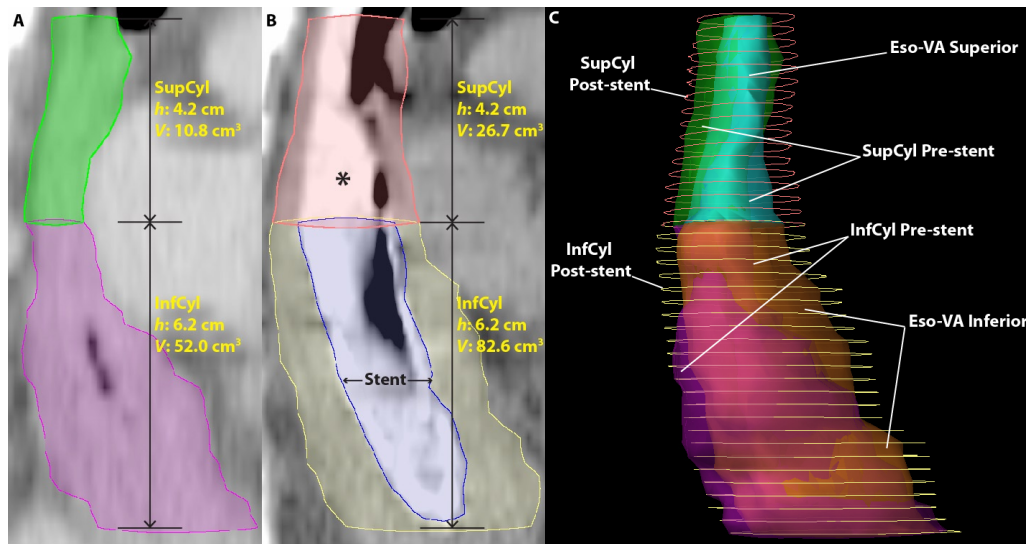 A
SupCyl
h: 4.2 cm
V: 10.8 cm³
InfCyl
h: 6.2 cm
V: 52.0 cm³
B
SupCyl
h: 4.2 cm
V: 26.7 cm³
*
InfCyl
h: 6.2 cm
V: 82.6 cm³
Stent
C
Eso-VA Superior
SupCyl
Post-stent
SupCyl Pre-stent
InfCyl Pre-stent
InfCyl
Post-stent
Eso-VA Inferior